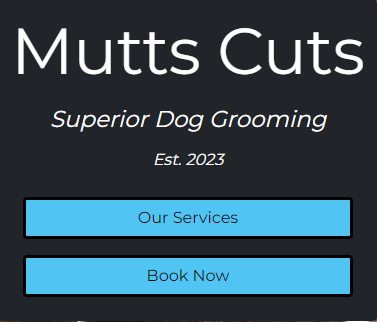 Mutts Cuts
Superior Dog Grooming
Est. 2023
Our Services
Book Now